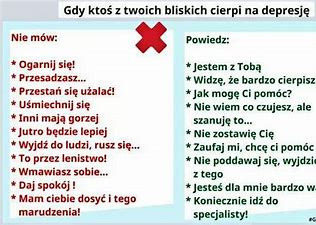 Gdy ktoś z twoich bliskich cierpi na depresję
Nie mów:
* Ogarnij się!
* Przesadzasz...
* Przestań się użalać!
* Uśmiechnij się
* Inni mają gorzej
* Jutro będzie lepiej
* Wyjdź do ludzi, rusz się...
* To przez lenistwo!
* Wmawiasz sobie...
* Daj spokój !
* Mam ciebie dosyć i tego
marudzenia!
Powiedz:
* Jestem z Tobą
* Widzę, że bardzo cierpisz
* Jak mogę Ci pomóc?
* Nie wiem co czujesz, ale
szanuję to...
* Nie zostawię Cię
* Zaufaj mi, chcę ci pomóc
* Nie poddawaj się, wyjdzie
z tego
* Jesteś dla mnie bardzo wa
* Koniecznie idź do
specjalisty!
#G